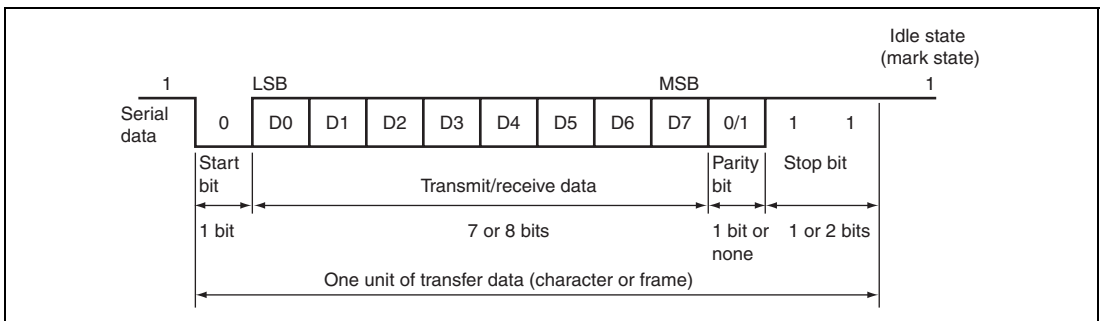 Idle state
(mark state)
1 LSB MSB 1
Serial
data
0 D0 D1 D2 D3 D4 D5 D6 D7 0/1 1 1
Start
bit
Transmit/receive data
Parity
bit
Stop bit
1 bit
7 or 8 bits
1 bit or
none
1 or 2 bits
One unit of transfer data (character or frame)